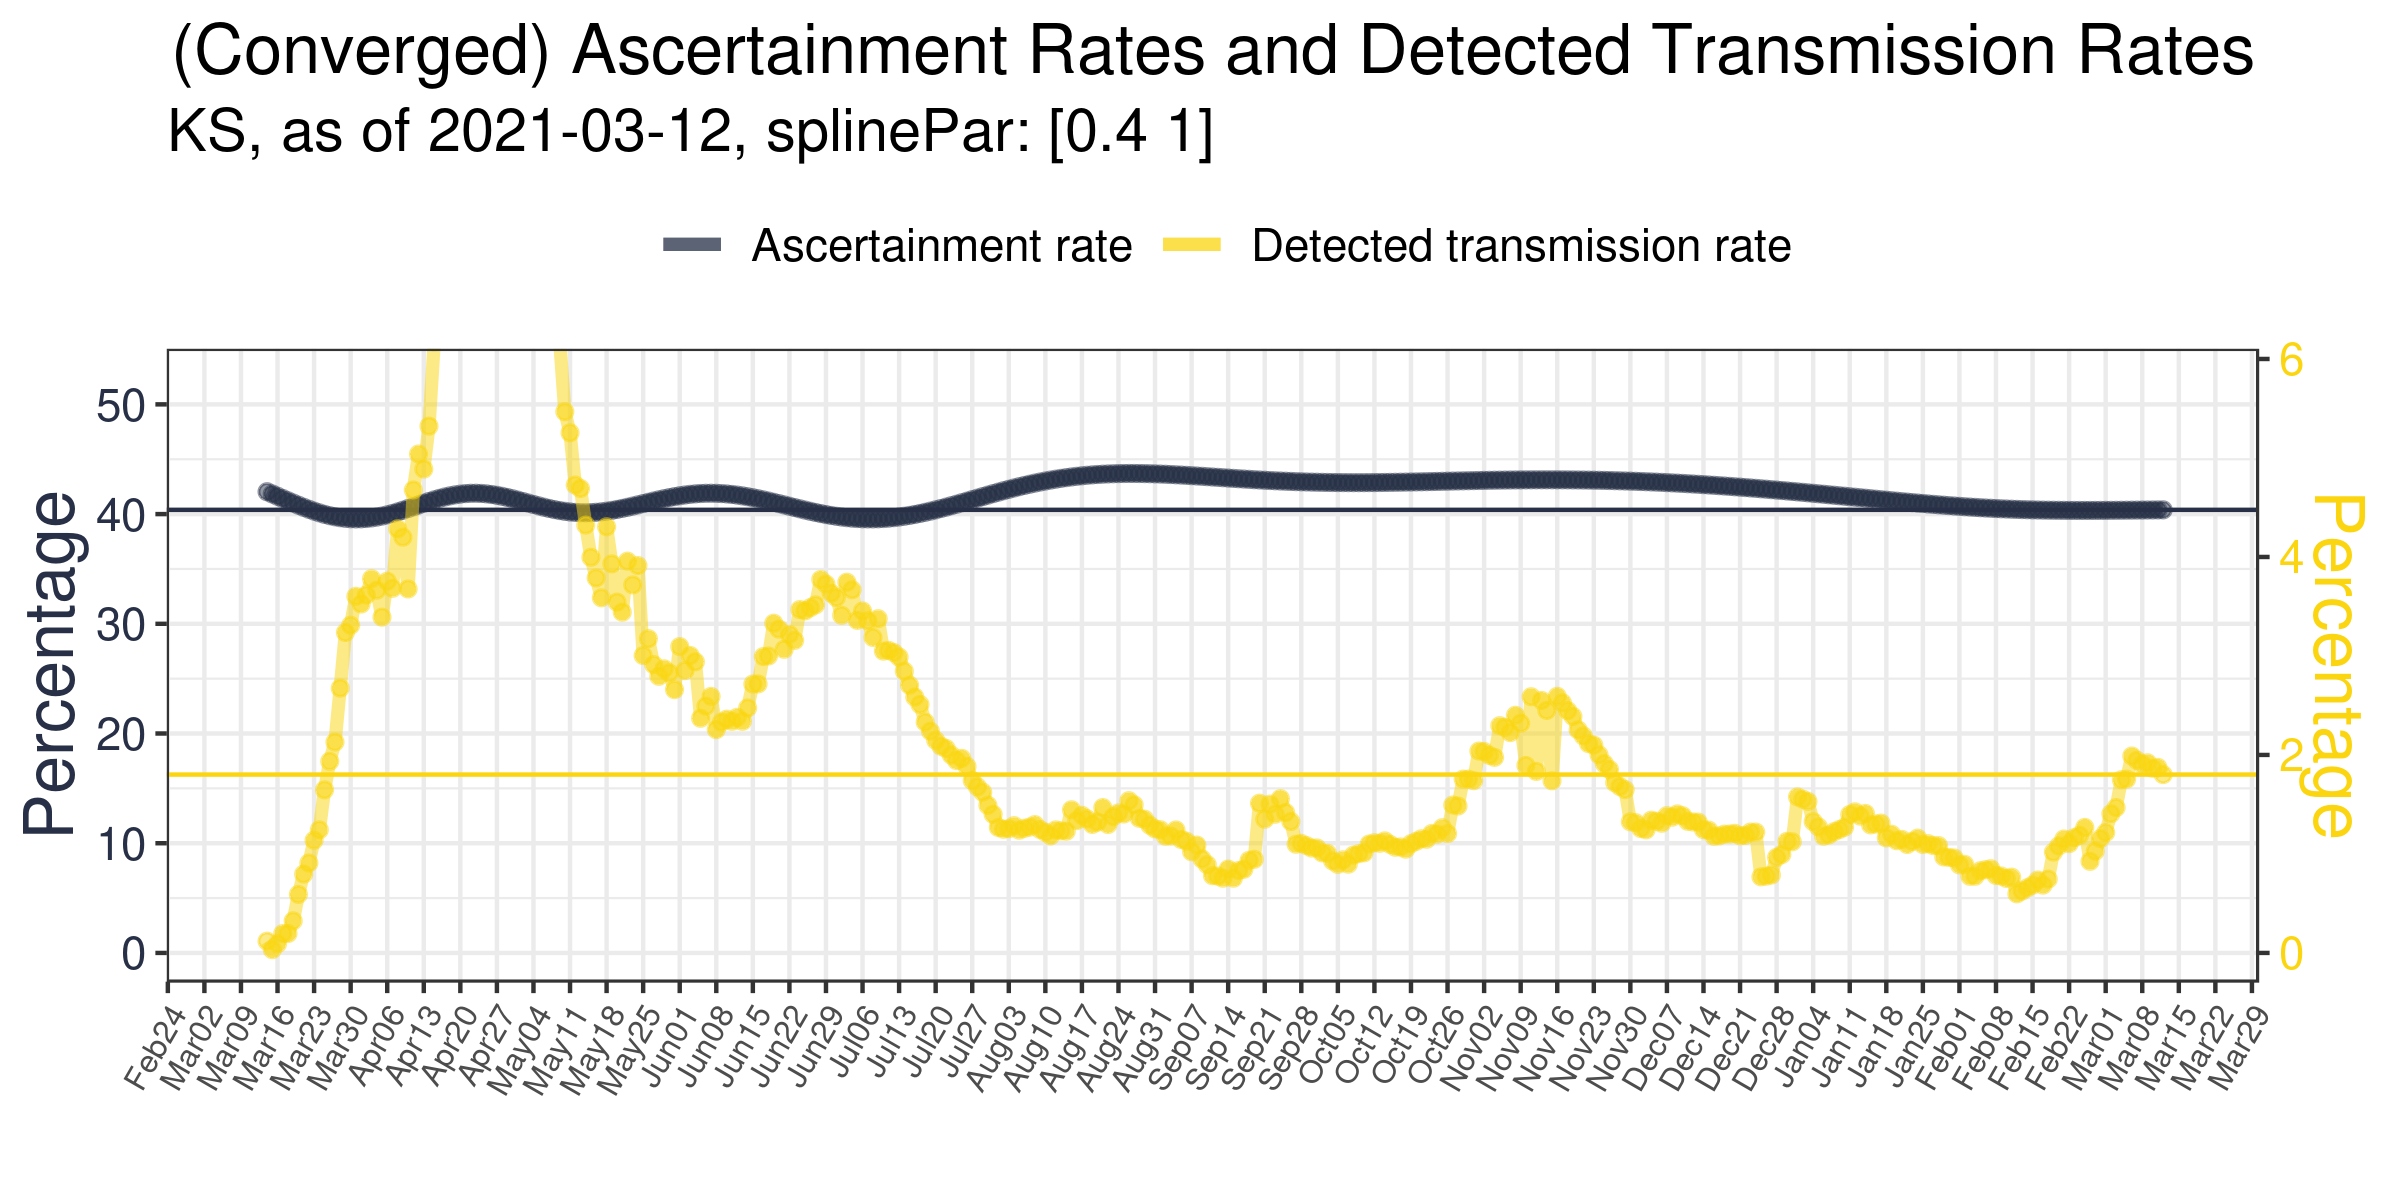 (Converged) Ascertainment Rates and Detected Transmission Rates
KS, as of 2021-03-12, splinePar: [0.4 1]
Ascertainment rate
Detected transmission rate
Percentage
50
40
30
20
10
0
6
4
2
0
Percentage
Feb24
Mar02
Mar09
Mar16
Mar23
Mar30
Apr06
Apr13
Apr20
Apr27
May04
May11
May18
May25
Jun01
Jun08
Jun15
Jun22
Jun29
Jul06
Jul13
Jul20
Jul27
Aug03
Aug10
Aug17
Aug24
Aug31
Sep07
Sep14
Sep21
Sep28
Oct05
Oct12
Oct19
Oct26
Nov02
Nov09
Nov16
Nov23
Nov30
Dec07
Dec14
Dec21
Dec28
Jan04
Jan11
Jan18
Jan25
Feb01
Feb08
Feb15
Feb22
Mar01
Mar08
Mar15
Mar22
Mar29